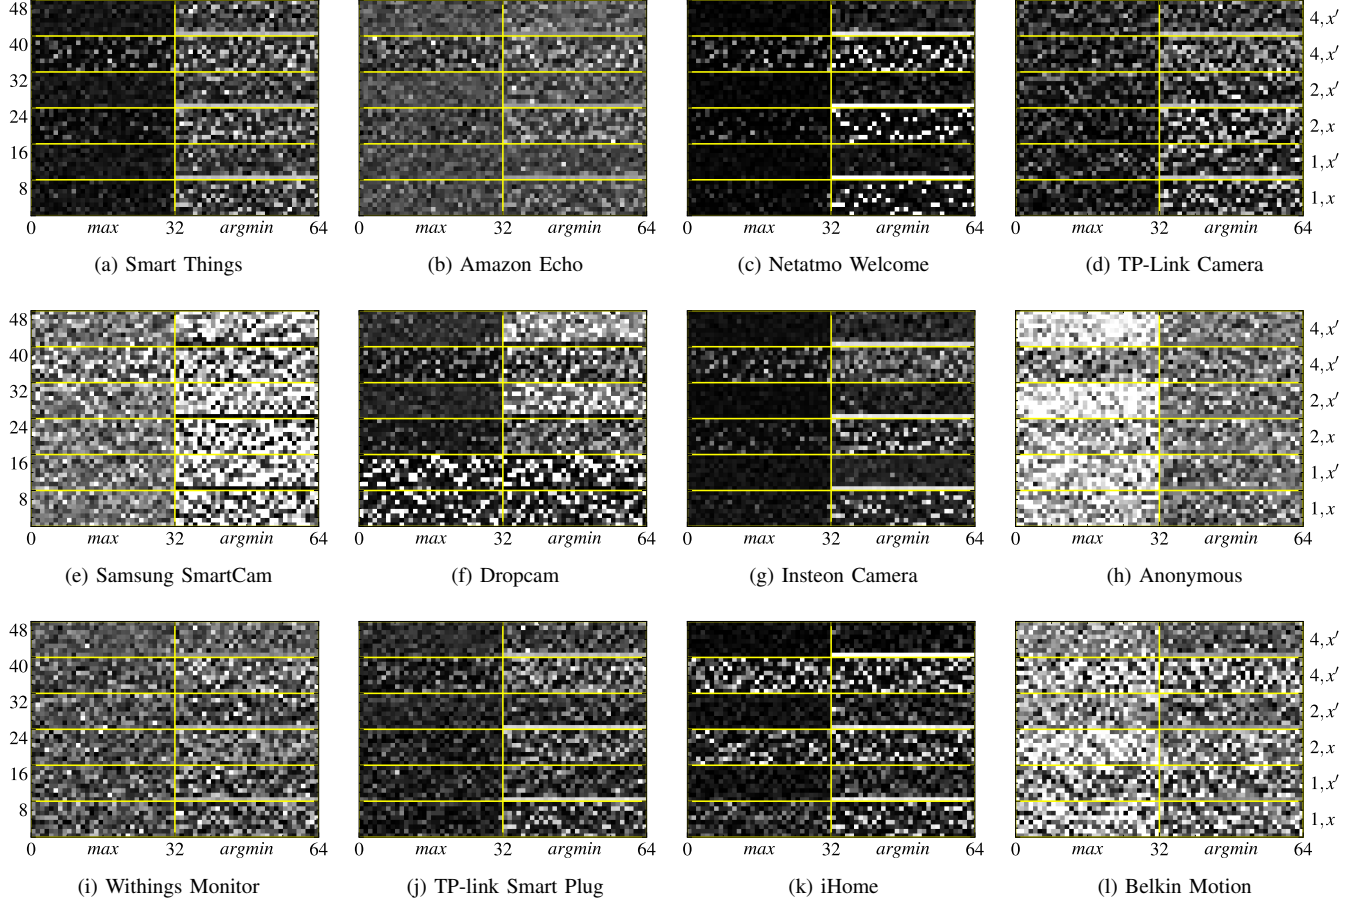 48 4, x′
40 4, x′
32 2, x′
24 2, x
16 1, x′
8 1, x
0 max 32 argmin 64 0 max 32 argmin 64 0 max 32 argmin 64 0 max 32 argmin 64
(a) Smart Things (b) Amazon Echo (c) Netatmo Welcome (d) TP-Link Camera
48 4, x′
40 4, x′
32 2, x′
24 2, x
16 1, x′
8 1, x
0 max 32 argmin 64 0 max 32 argmin 64 0 max 32 argmin 64 0 max 32 argmin 64
(e) Samsung SmartCam (f) Dropcam (g) Insteon Camera (h) Anonymous
48 4, x′
40 4, x′
32 2, x′
24 2, x
16 1, x′
8 1, x
0 max 32 argmin 64 0 max 32 argmin 64 0 max 32 argmin 64 0 max 32 argmin 64
(i) Withings Monitor (j) TP-link Smart Plug (k) iHome (l) Belkin Motion